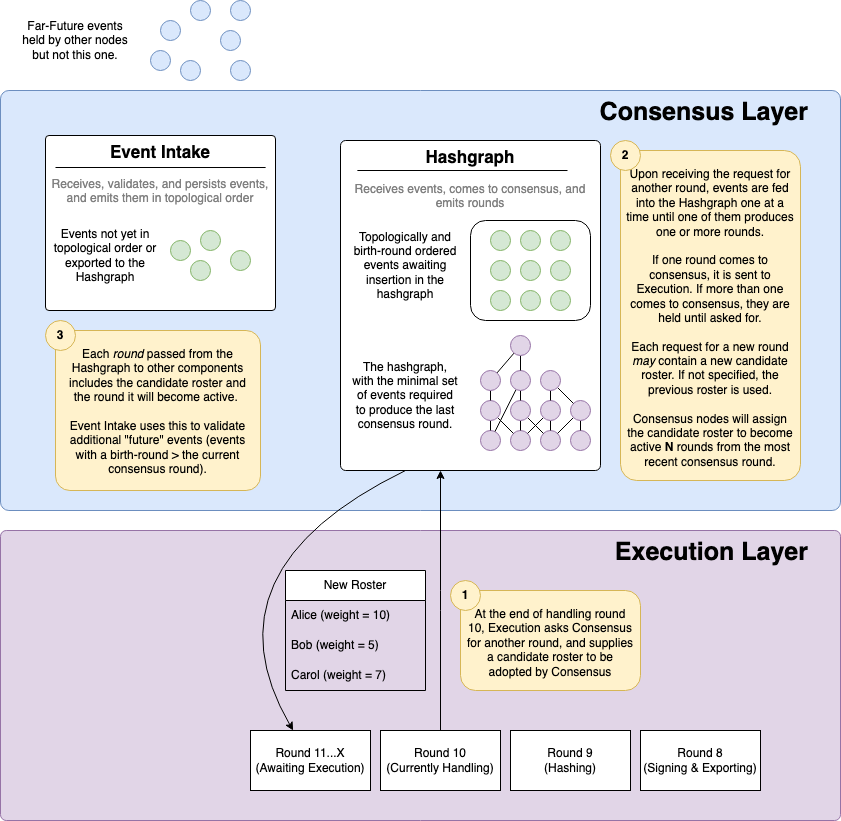 Far-Future events
held by other nodes
but not this one.
Consensus Layer
Event Intake
Receives, validates, and persists events,
and emits them in topological order
Events not yet in
topological order or
exported to the
Hashgraph
Hashgraph
Receives events, comes to consensus, and
emits rounds
Topologically and
birth-round ordered
events awaiting
insertion in the
hashgraph
The hashgraph,
with the minimal set
of events required
to produce the last
consensus round.
2
Upon receiving the request for
another round, events are fed
into the Hashgraph one at a
time until one of them produces
one or more rounds.
If one round comes to
consensus, it is sent to
Execution. If more than one
comes to consensus, they are
held until asked for.
Each request for a new round
may contain a new candidate
roster. If not specified, the
previous roster is used.
Consensus nodes will assign
the candidate roster to become
active N rounds from the most
recent consensus round.
3
Each round passed from the
Hashgraph to other components
includes the candidate roster and
the round it will become active.
Event Intake uses this to validate
additional "future" events (events
with a birth-round > the current
consensus round).
Execution Layer
New Roster
Alice (weight = 10)
Bob (weight = 5)
Carol (weight = 7)
1
At the end of handling round
10, Execution asks Consensus
for another round, and supplies
a candidate roster to be
adopted by Consensus
Round 11...X
(Awaiting Execution)
Round 10
(Currently Handling)
Round 9
(Hashing)
Round 8
(Signing & Exporting)